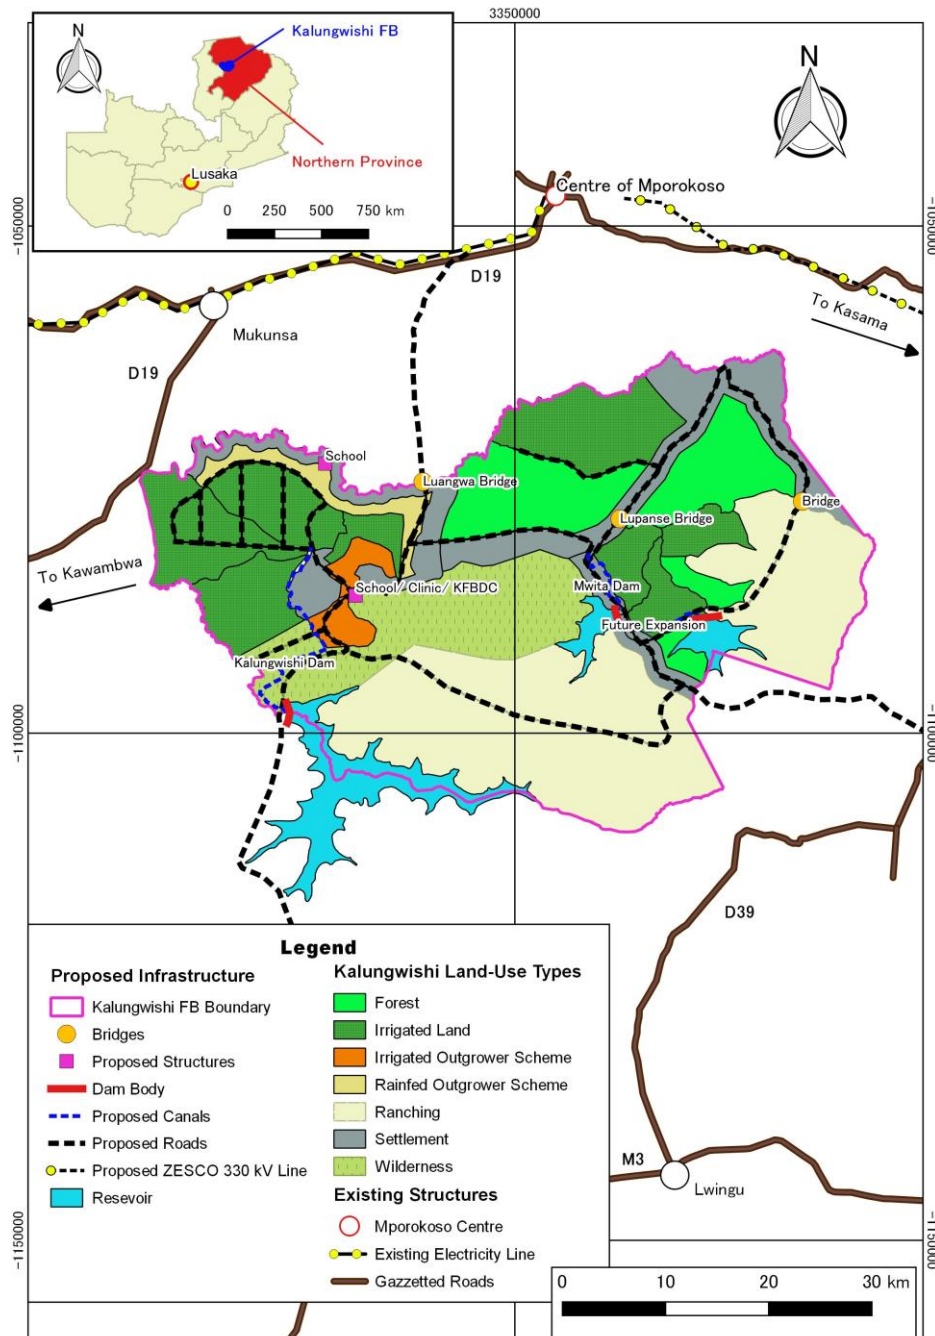 3350000
N
Kalungwishi FB
Northern Province
Lusaka
0 250 500 750 km
N
Centre of Mporokoso
-1050000
-1050000
D19
To Kasama
Mukunsa
D19
School
Luangwa Bridge
Bridge
Lupanse Bridge
To Kawambwa
School/ Clinic/ KFBDC
Mwita Dam
Future Expansion
Kalungwishi Dam
-1100000
-1100000
D39
M3
Lwingu
-1150000
-1150000
Legend
Proposed Infrastructure
Kalungwishi FB Boundary
Bridges
Proposed Structures
Dam Body
Proposed Canals
Proposed Roads
Proposed ZESCO 330 kV Line
Resevoir
Kalungwishi Land-Use Types
Forest
Irrigated Land
Irrigated Outgrower Scheme
Rainfed Outgrower Scheme
Ranching
Settlement
Wilderness
Existing Structures
Mporokoso Centre
Existing Electricity Line
Gazzetted Roads
0 10 20 30 km